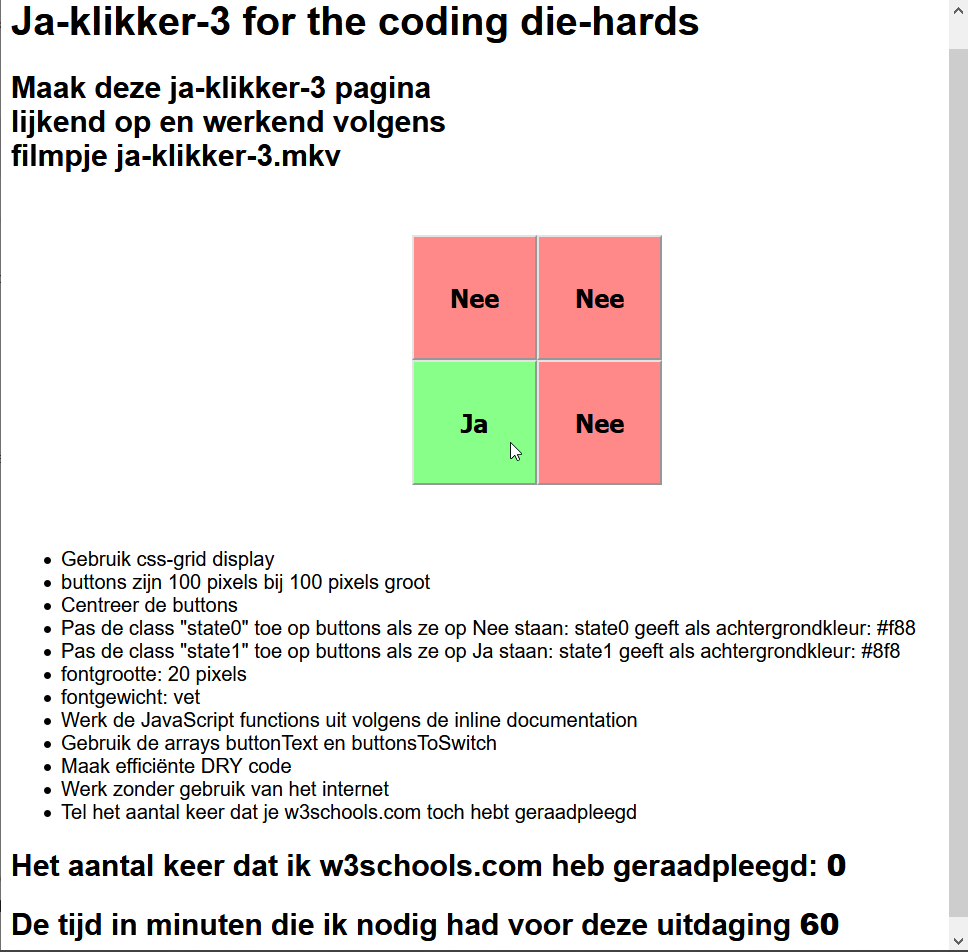 Ja-klikker-3 for the coding die-hards
Maak deze ja-klikker-3 pagina
lijkend op en werkend volgens
filmpje ja-klikker-3.mkv
Nee Nee
Ja Nee
Gebruik css-grid display
buttons zijn 100 pixels bij 100 pixels groot
Centreer de buttons
Pas de class "state0" toe op buttons als ze op Nee staan: state0 geeft als achtergrondkleur: #f88
Pas de class "state1" toe op buttons als ze op Ja staan: state1 geeft als achtergrondkleur: #8f8
fontgrootte: 20 pixels
fontgewicht: vet
Werk de JavaScript functions uit volgens de inline documentation
Gebruik de arrays buttonText en buttonsToSwitch
Maak efficiënte DRY code
Werk zonder gebruik van het internet
Tel het aantal keer dat je w3schools.com toch hebt geraadpleegd
Het aantal keer dat ik w3schools.com heb geraadpleegd: 0
De tijd in minuten die ik nodig had voor deze uitdaging 60